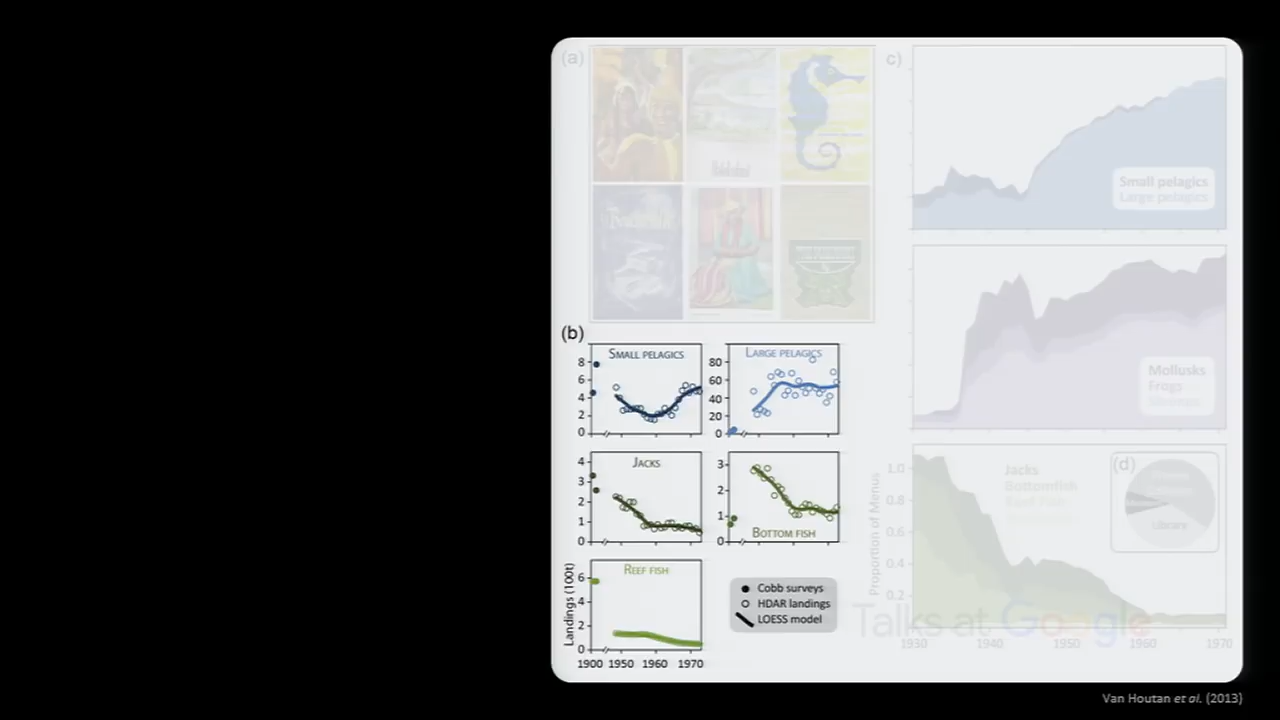 (a)
c)
Small pelagics
Large pelagics
(b)
SMALL PELAGICS
8
6
4
2
0
LARGE PELAGICS
80
60
40
20
0
Mollusks
Frogs
JACKS
4
3
2
1
0
3
2
1
0
BOTTOM FISH
Proportion of Menus
1.0
0.8
0.6
0.4
0.2
Jacks
Bottomfish
Reef Fish
(d)
Library
REEF FISH
Landings (100t)
6
4
2
0
1900 1950 1960 1970
Cobb surveys
HDAR landings
LOESS model
Talks at Google
1930 1940 1950 1960 1970
Van Houtan et al. (2013)